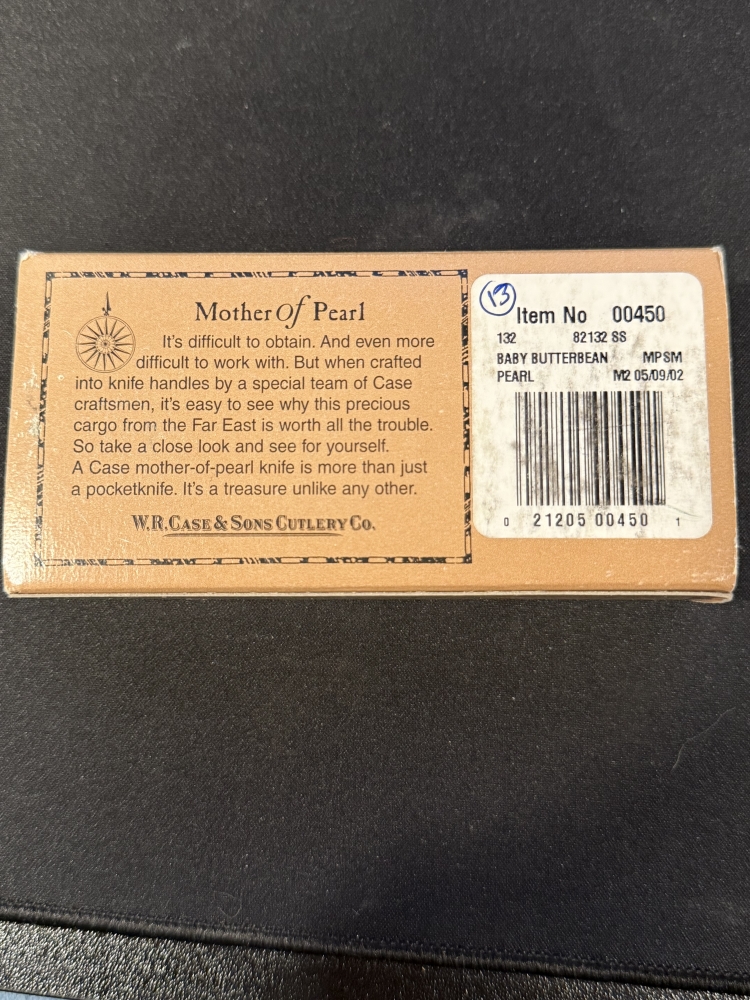 Mother Of Pearl
It's difficult to obtain. And even more
difficult to work with. But when crafted
into knife handles by a special team of Case
craftsmen, it's easy to see why this precious
cargo from the Far East is worth all the trouble.
So take a close look and see for yourself.
A Case mother-of-pearl knife is more than just
a pocketknife. It's a treasure unlike any other.
W.R. CASE & SONS CUTLERY CO.
13
Item No 00450
132 82132 SS
BABY BUTTERBEAN MPSM
PEARL M2 05/09/02
0 21205 00450 1